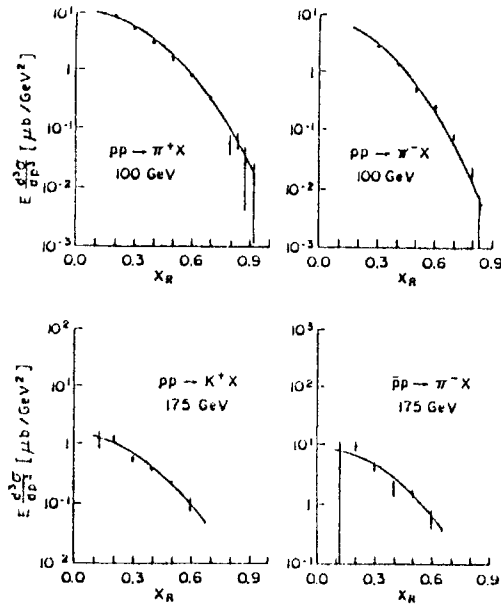 E d³σ/dp³ [μb/GeV²]
10¹
1
10⁻¹
10⁻²
10⁻³
pp → π⁺X
100 GeV
0.0 0.3 0.6 0.9
X_R
10¹
1
10⁻¹
10⁻²
10⁻³
pp → π⁻X
100 GeV
0.0 0.3 0.6 0.9
X_R
E d³σ/dp³ [μb/GeV²]
10²
10¹
1
10⁻¹
10²
pp → K⁺X
175 GeV
0.0 0.3 0.6 0.9
X_R
10³
10²
10¹
1
10⁻¹
p̄p → π⁻X
175 GeV
0.0 0.3 0.6 0.9
X_R